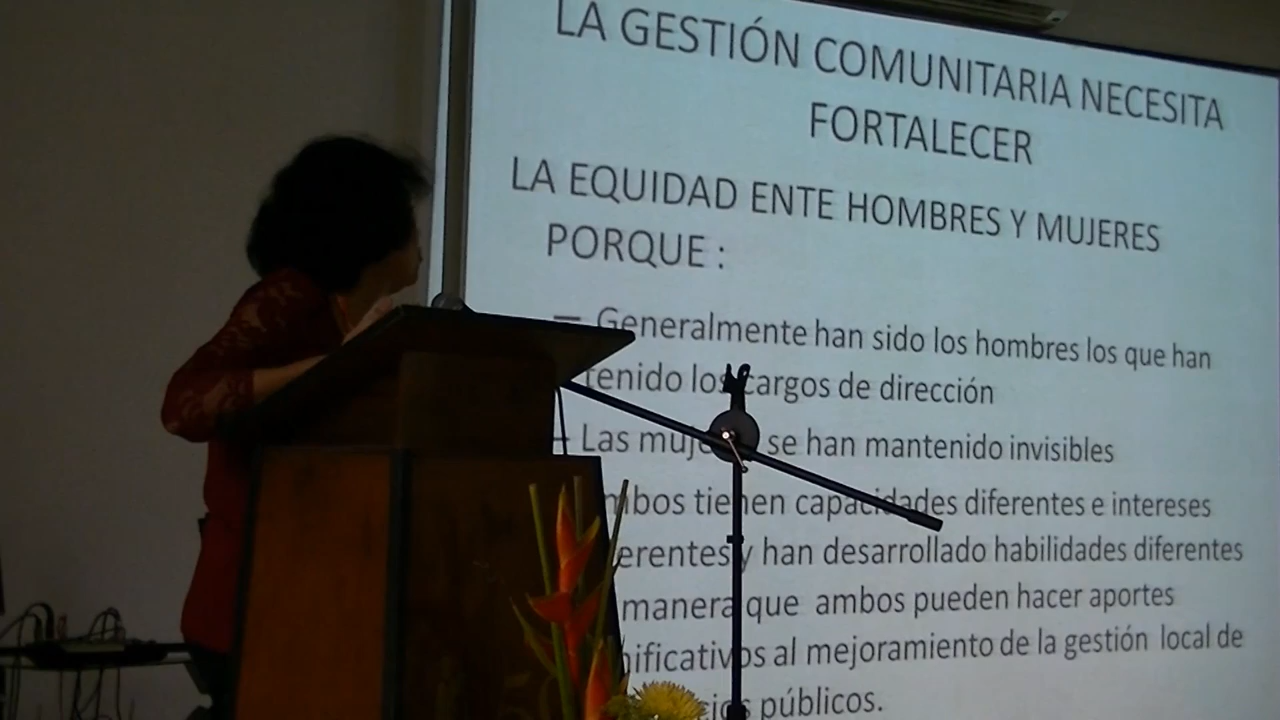 LA GESTIÓN COMUNITARIA NECESITA
FORTALECER
LA EQUIDAD ENTE HOMBRES Y MUJERES
PORQUE :
– Generalmente han sido los hombres los que han
tenido los cargos de dirección
– Las se han mantenido invisibles
tienen capacidades diferentes e intereses
y han desarrollado habilidades diferentes
manera que ambos pueden hacer aportes
al mejoramiento de la gestión local de
públicos.